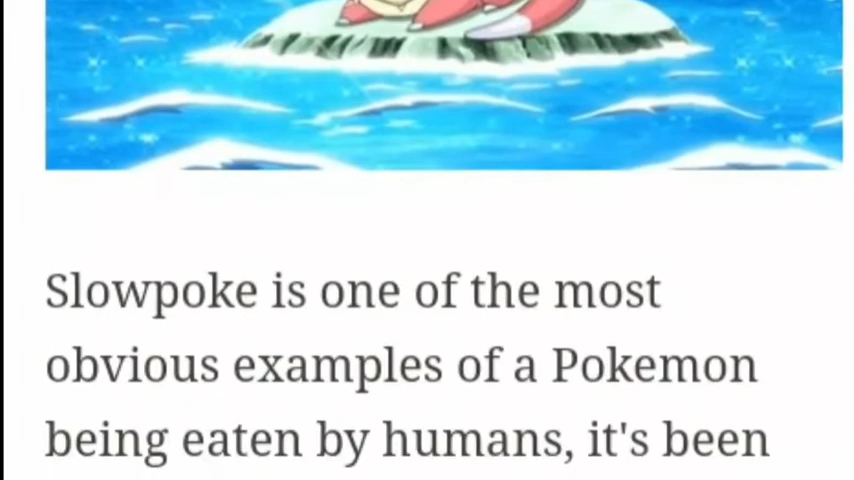 Slowpoke is one of the most
obvious examples of a Pokemon
being eaten by humans, it's been